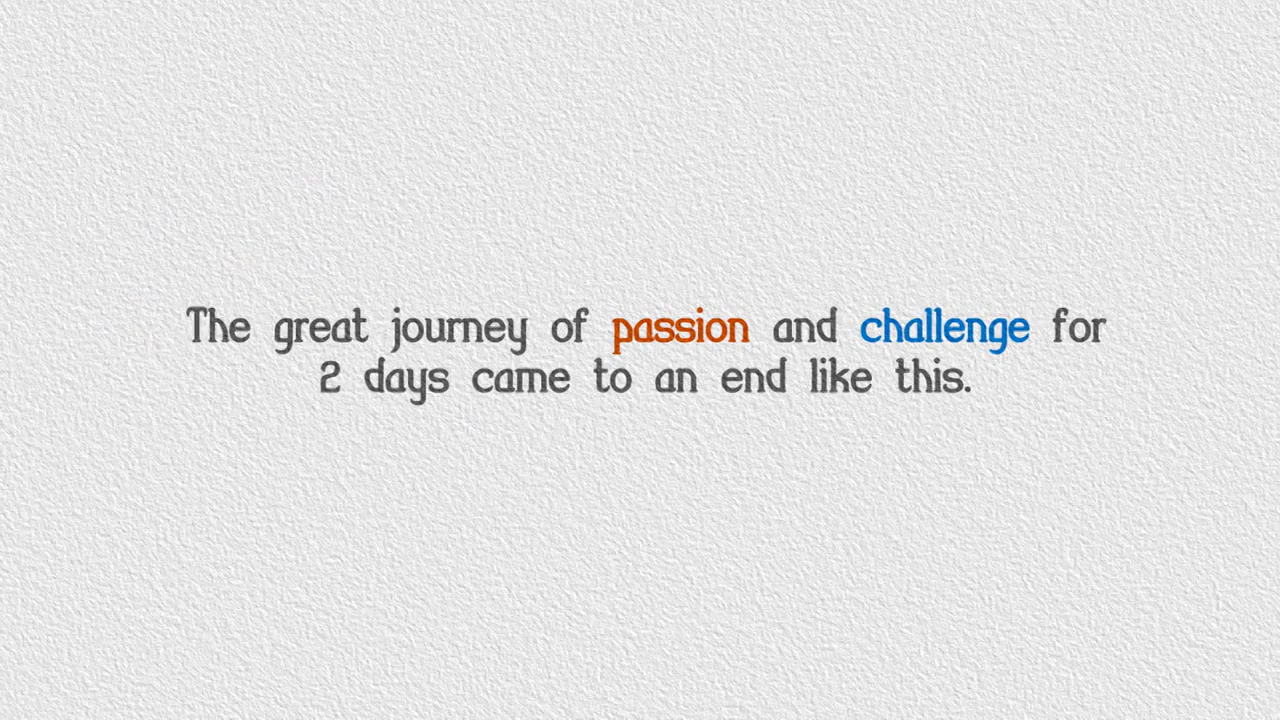 The great journey of passion and challenge for
2 days came to an end like this.